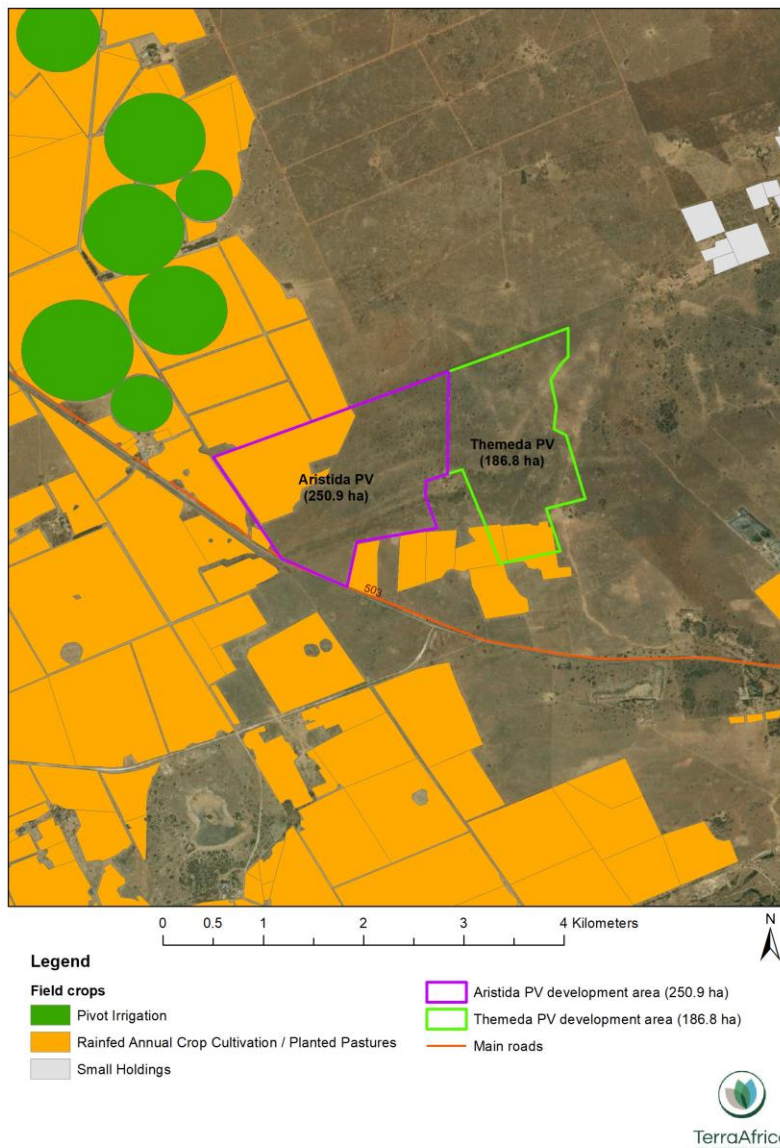 Themeda PV
(186.8 ha)
Aristida PV
(250.9 ha)
503
0 0.5 1 2 3 4 Kilometers
N
Legend
Field crops
Pivot Irrigation
Rainfed Annual Crop Cultivation / Planted Pastures
Small Holdings
Aristida PV development area (250.9 ha)
Themeda PV development area (186.8 ha)
Main roads
TerraAfric